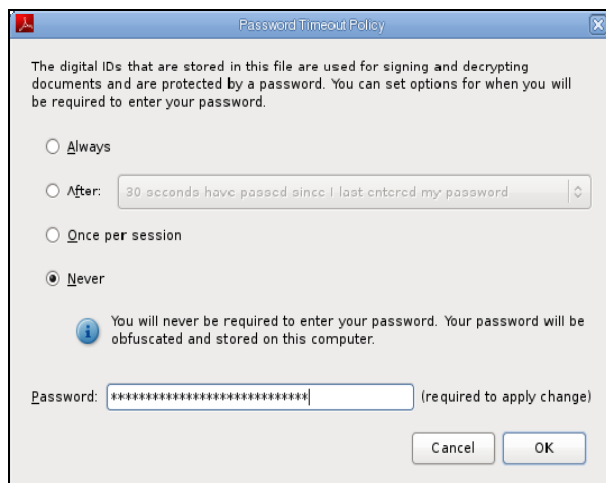 Password Timeout Policy
The digital IDs that are stored in this file are used for signing and decrypting
documents and are protected by a password. You can set options for when you will
be required to enter your password.
Always
After: 30 seconds have passed since I last entered my password
Once per session
Never
You will never be required to enter your password. Your password will be
obfuscated and stored on this computer.
Password: **************************** (required to apply change)
Cancel OK